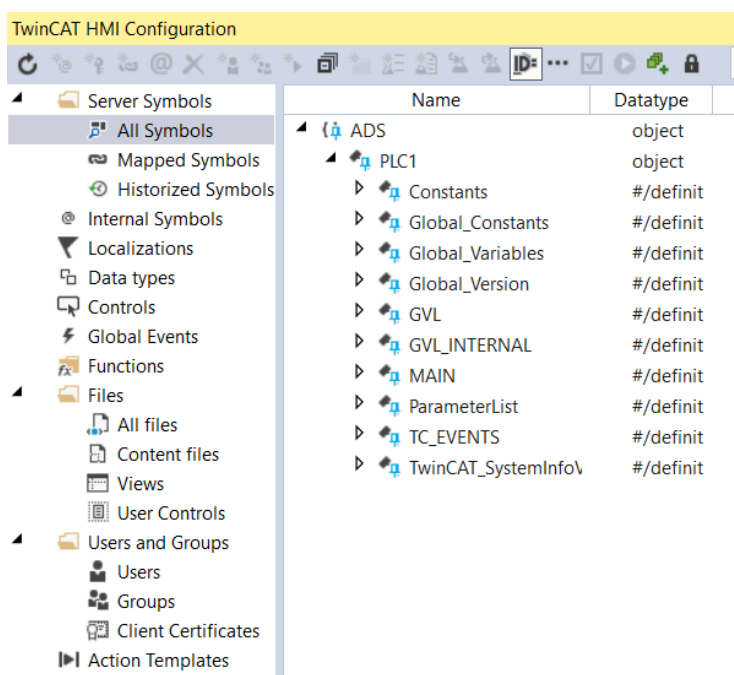 TwinCAT HMI Configuration
ID=
Server Symbols
All Symbols
Mapped Symbols
Historized Symbols
Internal Symbols
Localizations
Data types
Controls
Global Events
Functions
Files
All files
Content files
Views
User Controls
Users and Groups
Users
Groups
Client Certificates
Action Templates
Name Datatype
ADS object
PLC1 object
Constants #/definit
Global_Constants #/definit
Global_Variables #/definit
Global_Version #/definit
GVL #/definit
GVL_INTERNAL #/definit
MAIN #/definit
ParameterList #/definit
TC_EVENTS #/definit
TwinCAT_SystemInfoV #/definit